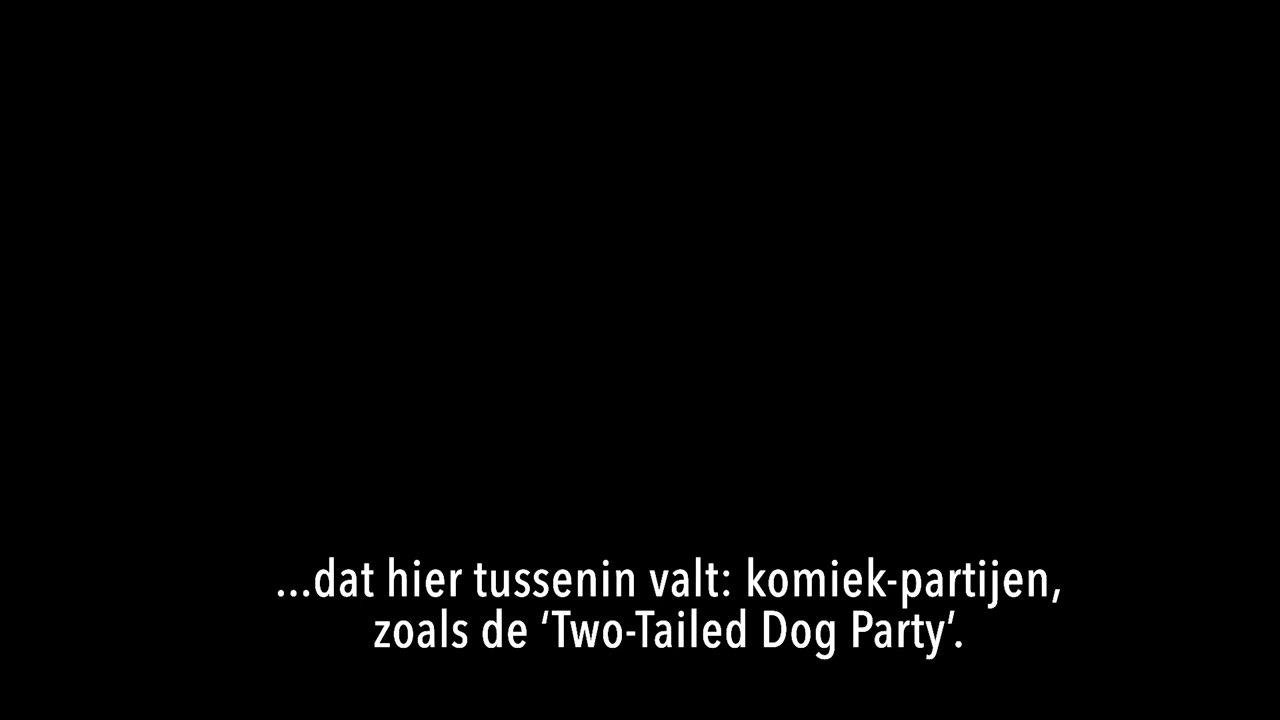 ...dat hier tussenin valt: komiek-partijen,
zoals de ‘Two-Tailed Dog Party‘.